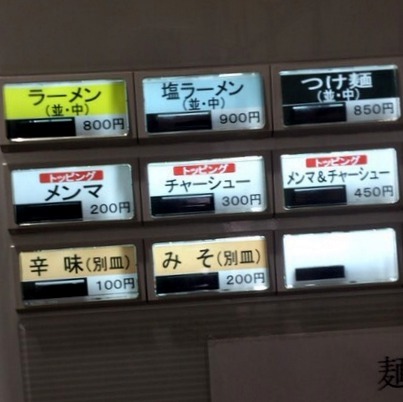 ラーメン
(並・中)
800円
塩ラーメン
(並・中)
900円
つけ麺
(並・中)
850円
トッピング
メンマ
200円
トッピング
チャーシュー
300円
トッピング
メンマ&チャーシュー
450円
辛味(別皿)
100円
みそ(別皿)
200円
麺